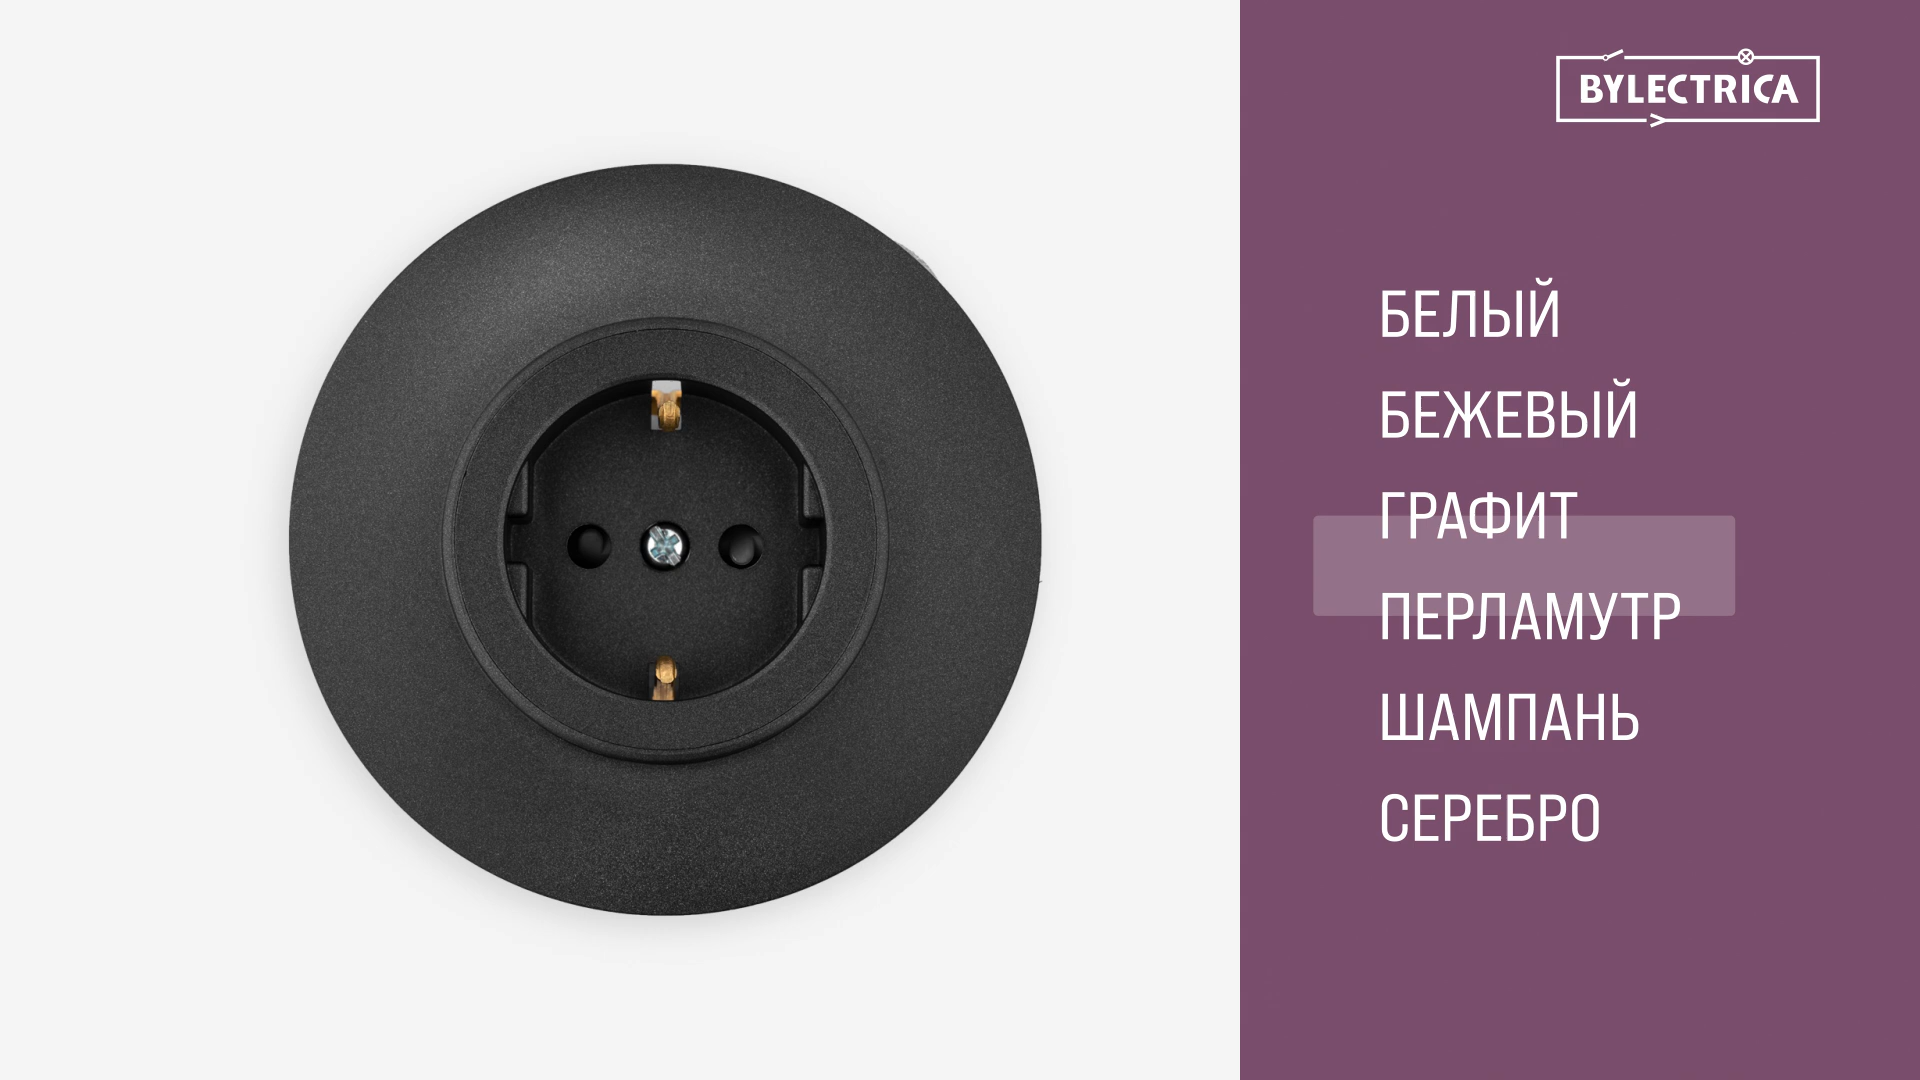 BYLECTRICA
БЕЛЫЙ
БЕЖЕВЫЙ
ГРАФИТ
ПЕРЛАМУТР
ШАМПАНЬ
СЕРЕБРО